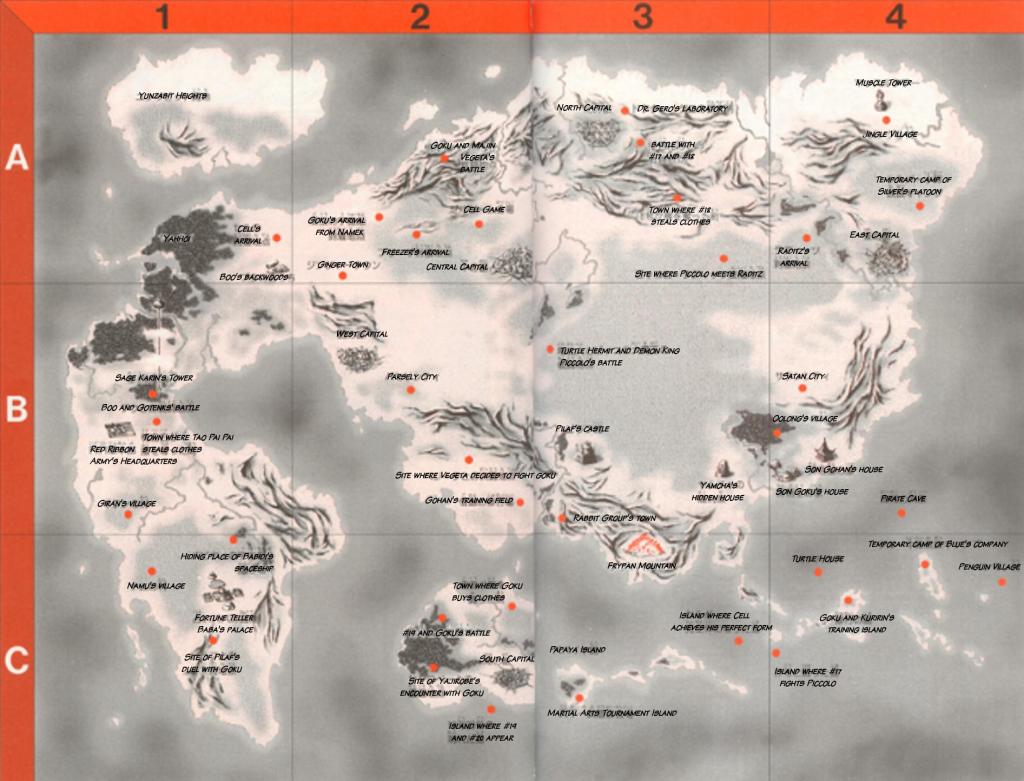 1
2
3
4
A
Yunzabit Heights
Goku and Majin
Vegeta's
Battle
North Capital
Dr. Gero's Laboratory
Battle with
#17 and #18
Muscle Tower
Jingle Village
Temporary camp of
Silver's platoon
Yahhoi
Cell's
arrival
Boo's backwoods
Goku's arrival
from Namek
Cell Game
Freezer's arrival
Central Capital
Ginger Town
Town where #18
steals clothes
Site where Piccolo meets Raditz
Raditz's
arrival
East Capital
B
West Capital
Parsely City
Turtle Hermit and Demon King
Piccolo's battle
Satan City
Sage Karin's Tower
Boo and Gotenks' battle
Town where Tao Pai Pai
steals clothes
Red Ribbon
Army's Headquarters
Giran's village
Site where Vegeta decides to fight Goku
Gohan's training field
Pilaf's castle
Rabbit Group's town
Yamcha's
hidden house
Oolong's village
Son Gohan's house
Son Goku's house
Pirate cave
C
Hiding place of Babidi's
spaceship
Namu's village
Fortune Teller
Baba's palace
Site of Pilaf's
duel with Goku
Town where Goku
buys clothes
#19 and Goku's battle
South Capital
Site of Yajirobe's
encounter with Goku
Island where #19
and #20 appear
Frypan Mountain
Papaya Island
Martial Arts Tournament Island
Island where Cell
achieves his perfect form
Island where #17
fights Piccolo
Turtle House
Goku and Kuririn's
training island
Temporary camp of Blue's company
Penguin Village